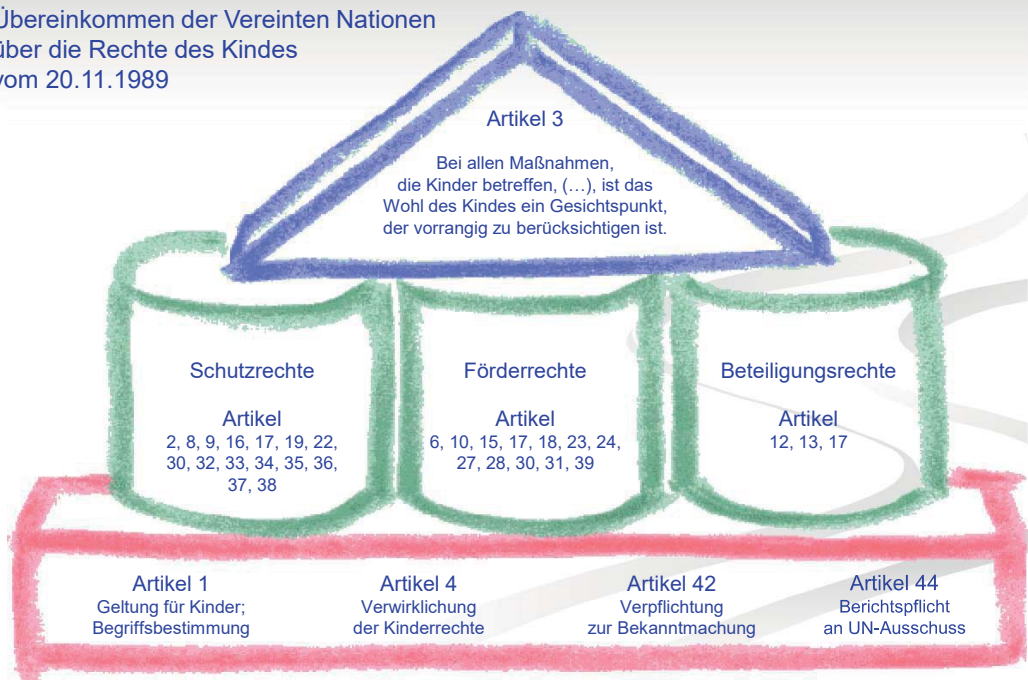 Übereinkommen der Vereinten Nationen
über die Rechte des Kindes
vom 20.11.1989
Artikel 3
Bei allen Maßnahmen,
die Kinder betreffen, (…), ist das
Wohl des Kindes ein Gesichtspunkt,
der vorrangig zu berücksichtigen ist.
Schutzrechte
Artikel
2, 8, 9, 16, 17, 19, 22,
30, 32, 33, 34, 35, 36,
37, 38
Förderrechte
Artikel
6, 10, 15, 17, 18, 23, 24,
27, 28, 30, 31, 39
Beteiligungsrechte
Artikel
12, 13, 17
Artikel 1
Geltung für Kinder;
Begriffsbestimmung
Artikel 4
Verwirklichung
der Kinderrechte
Artikel 42
Verpflichtung
zur Bekanntmachung
Artikel 44
Berichtspflicht
an UN-Ausschuss